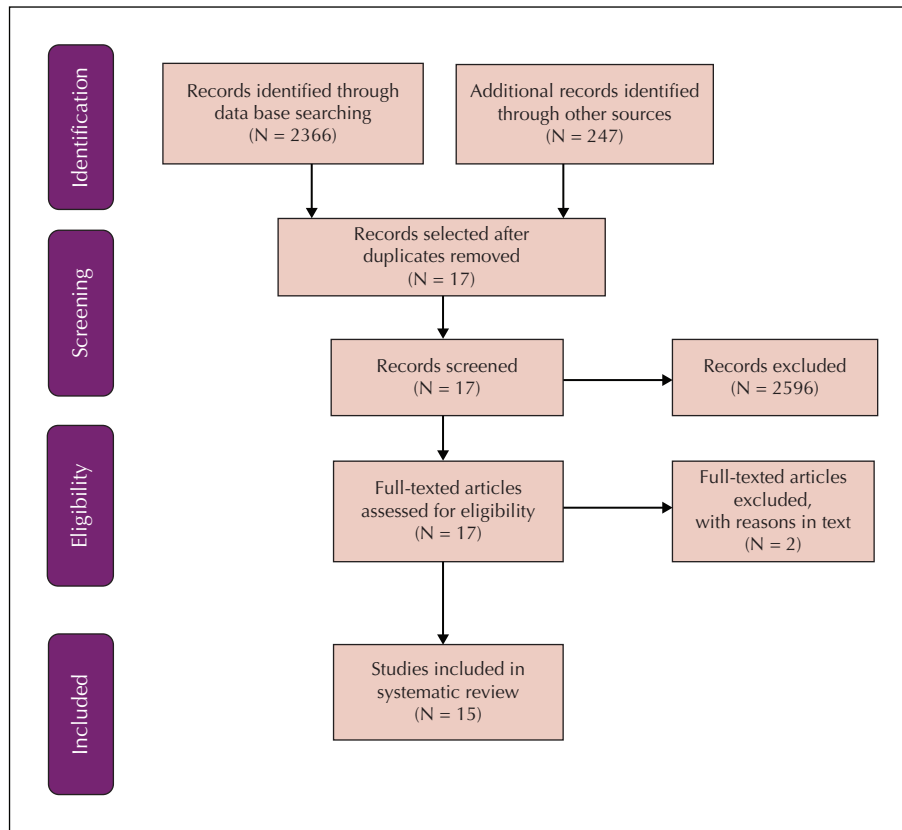 Identification
Records identified through
data base searching
(N = 2366)
Additional records identified
through other sources
(N = 247)
Screening
Records selected after
duplicates removed
(N = 17)
Records screened
(N = 17)
Records excluded
(N = 2596)
Eligibility
Full-texted articles
assessed for eligibility
(N = 17)
Full-texted articles
excluded,
with reasons in text
(N = 2)
Included
Studies included in
systematic review
(N = 15)